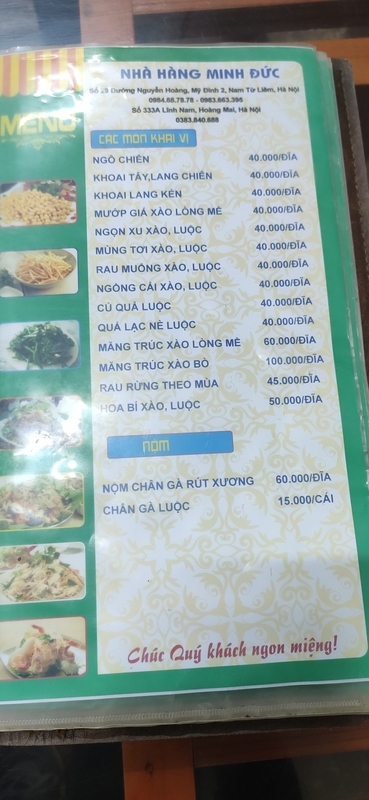 NHÀ HÀNG MINH ĐỨC
Số 29 Đường Nguyễn Hoàng, Mỹ Đình 2, Nam Từ Liêm, Hà Nội
0984.68.78.78 - 0983.663.395
Số 333A Lĩnh Nam, Hoàng Mai, Hà Nội
0383.840.688
MENU
CÁC MÓN KHAI VỊ
NGÔ CHIÊN 40.000/ĐĨA
KHOAI TÂY,LANG CHIÊN 40.000/ĐĨA
KHOAI LANG KÉN 40.000/ĐĨA
MƯỚP GIÁ XÀO LÒNG MỀ 40.000/ĐĨA
NGỌN XU XÀO, LUỘC 40.000/ĐĨA
MÙNG TƠI XÀO, LUỘC 40.000/ĐĨA
RAU MUỐNG XÀO, LUỘC 40.000/ĐĨA
NGỒNG CẢI XÀO, LUỘC 40.000/ĐĨA
CỦ QUẢ LUỘC 40.000/ĐĨA
QUẢ LẶC NÈ LUỘC 40.000/ĐĨA
MĂNG TRÚC XÀO LÒNG MỀ 60.000/ĐĨA
MĂNG TRÚC XÀO BÒ 100.000/ĐĨA
RAU RỪNG THEO MÙA 45.000/ĐĨA
HOA BÍ XÀO, LUỘC 50.000/ĐĨA
NỘM
NỘM CHÂN GÀ RÚT XƯƠNG 60.000/ĐĨA
CHÂN GÀ LUỘC 15.000/CÁI
Chúc Quý khách ngon miệng!